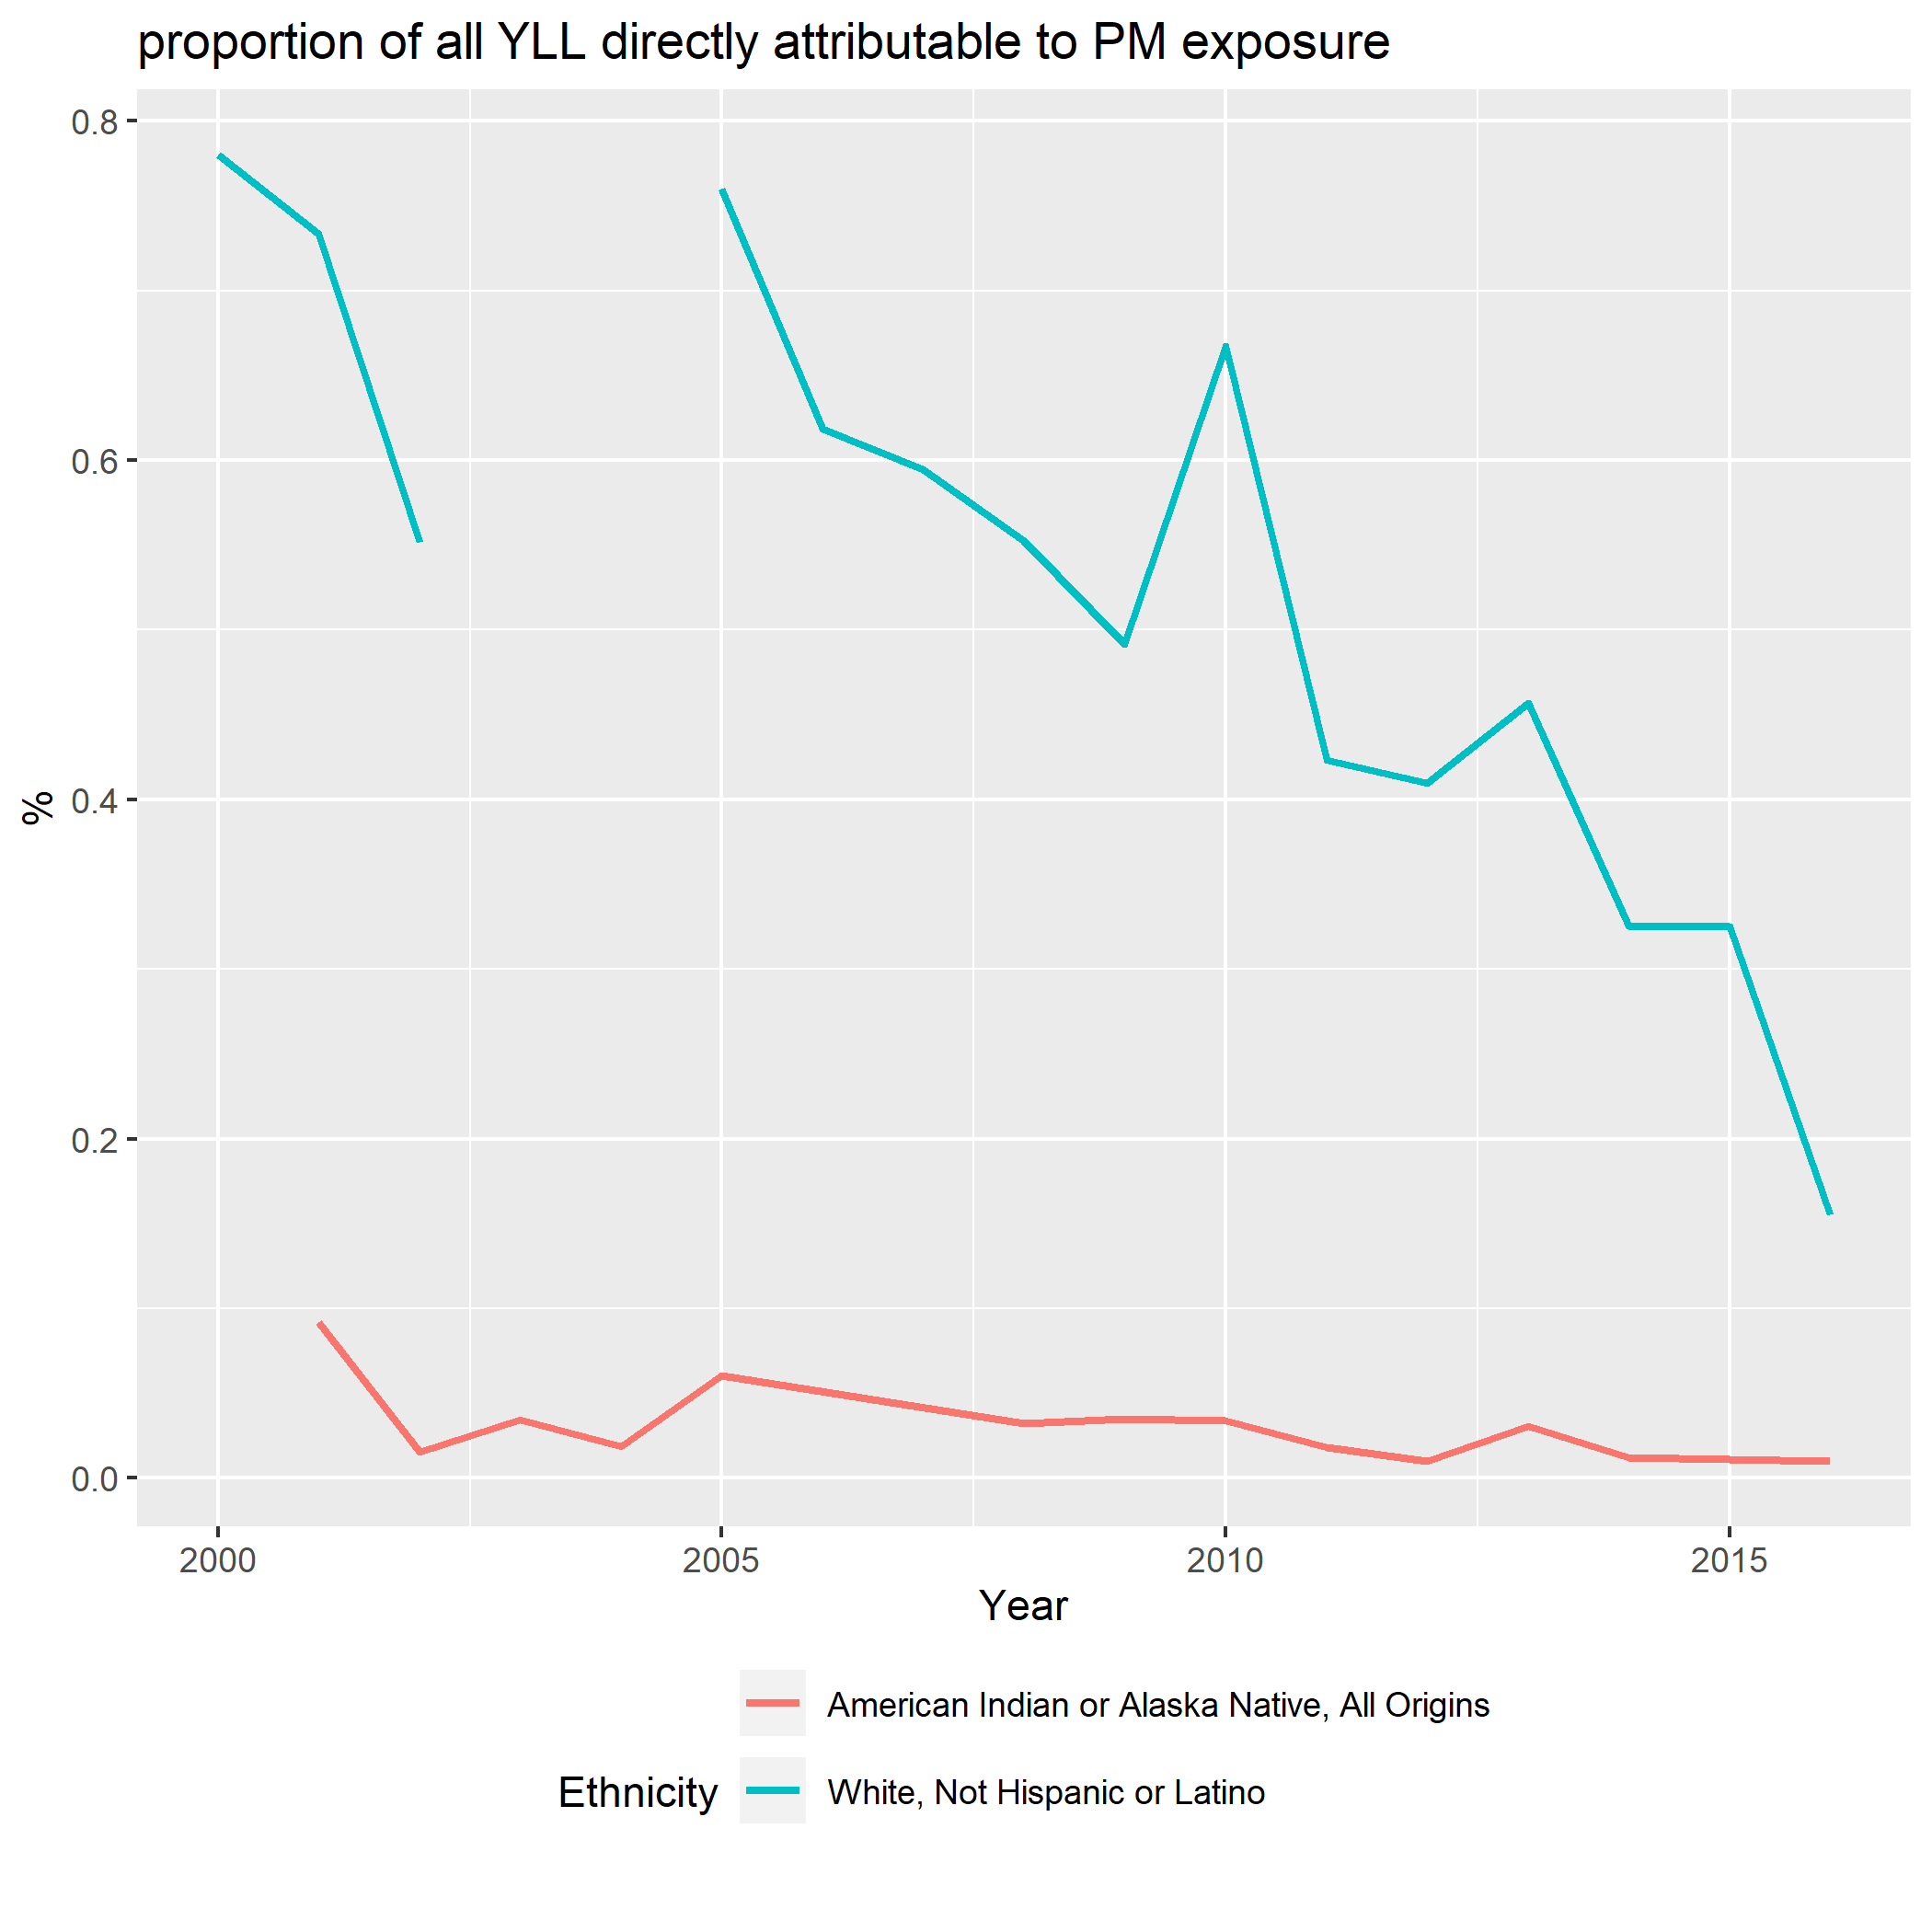 proportion of all YLL directly attributable to PM exposure
0.8
0.6
0.4
0.2
0.0
%
2000 2005 2010 2015
Year
American Indian or Alaska Native, All Origins
Ethnicity
White, Not Hispanic or Latino